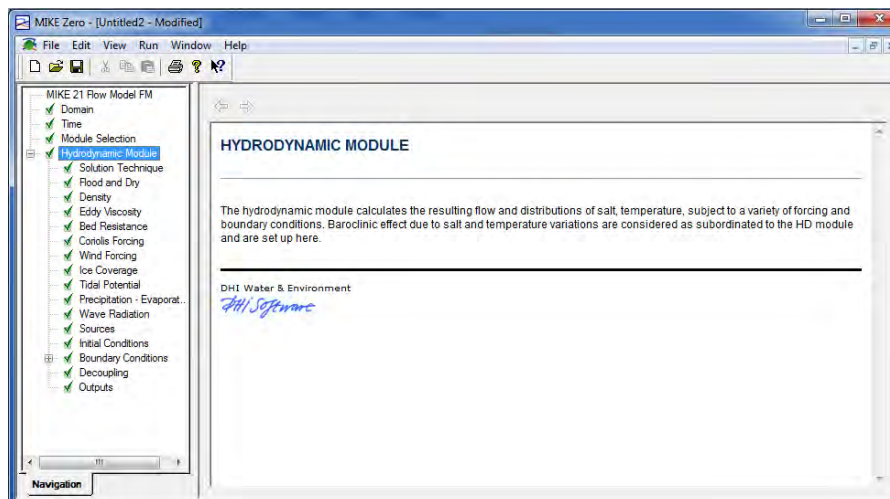 MIKE Zero - [Untitled2 - Modified]
File Edit View Run Window Help
MIKE 21 Flow Model FM
Domain
Time
Module Selection
Hydrodynamic Module
Solution Technique
Flood and Dry
Density
Eddy Viscosity
Bed Resistance
Coriolis Forcing
Wind Forcing
Ice Coverage
Tidal Potential
Precipitation - Evaporat..
Wave Radiation
Sources
Initial Conditions
Boundary Conditions
Decoupling
Outputs
Navigation
HYDRODYNAMIC MODULE
The hydrodynamic module calculates the resulting flow and distributions of salt, temperature, subject to a variety of forcing and
boundary conditions. Baroclinic effect due to salt and temperature variations are considered as subordinated to the HD module
and are set up here.
DHI Water & Environment
DHI Software